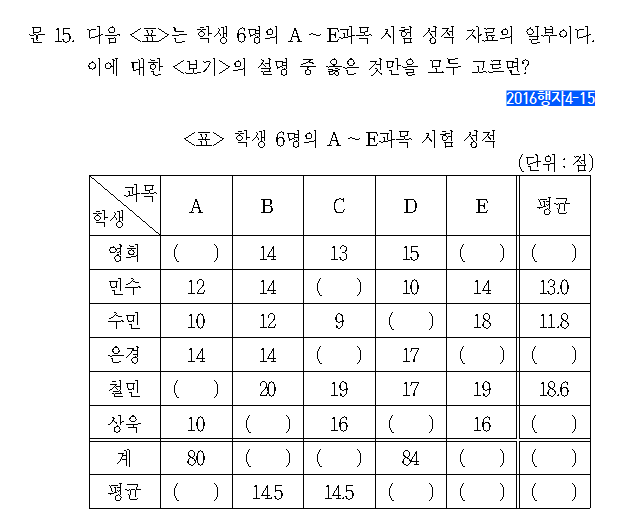 문 15. 다음 <표>는 학생 6명의 A ~ E과목 시험 성적 자료의 일부이다.
이에 대한 <보기>의 설명 중 옳은 것만을 모두 고르면?
2016행자4-15
<표> 학생 6명의 A ~ E과목 시험 성적
(단위 : 점)
과목 학생 A B C D E 평균
영희 ( ) 14 13 15 ( ) ( )
민수 12 14 ( ) 10 14 13.0
수민 10 12 9 ( ) 18 11.8
은경 14 14 ( ) 17 ( ) ( )
철민 ( ) 20 19 17 19 18.6
상욱 10 ( ) 16 ( ) 16 ( )
계 80 ( ) ( ) 84 ( ) ( )
평균 ( ) 14.5 14.5 ( ) ( ) ( )